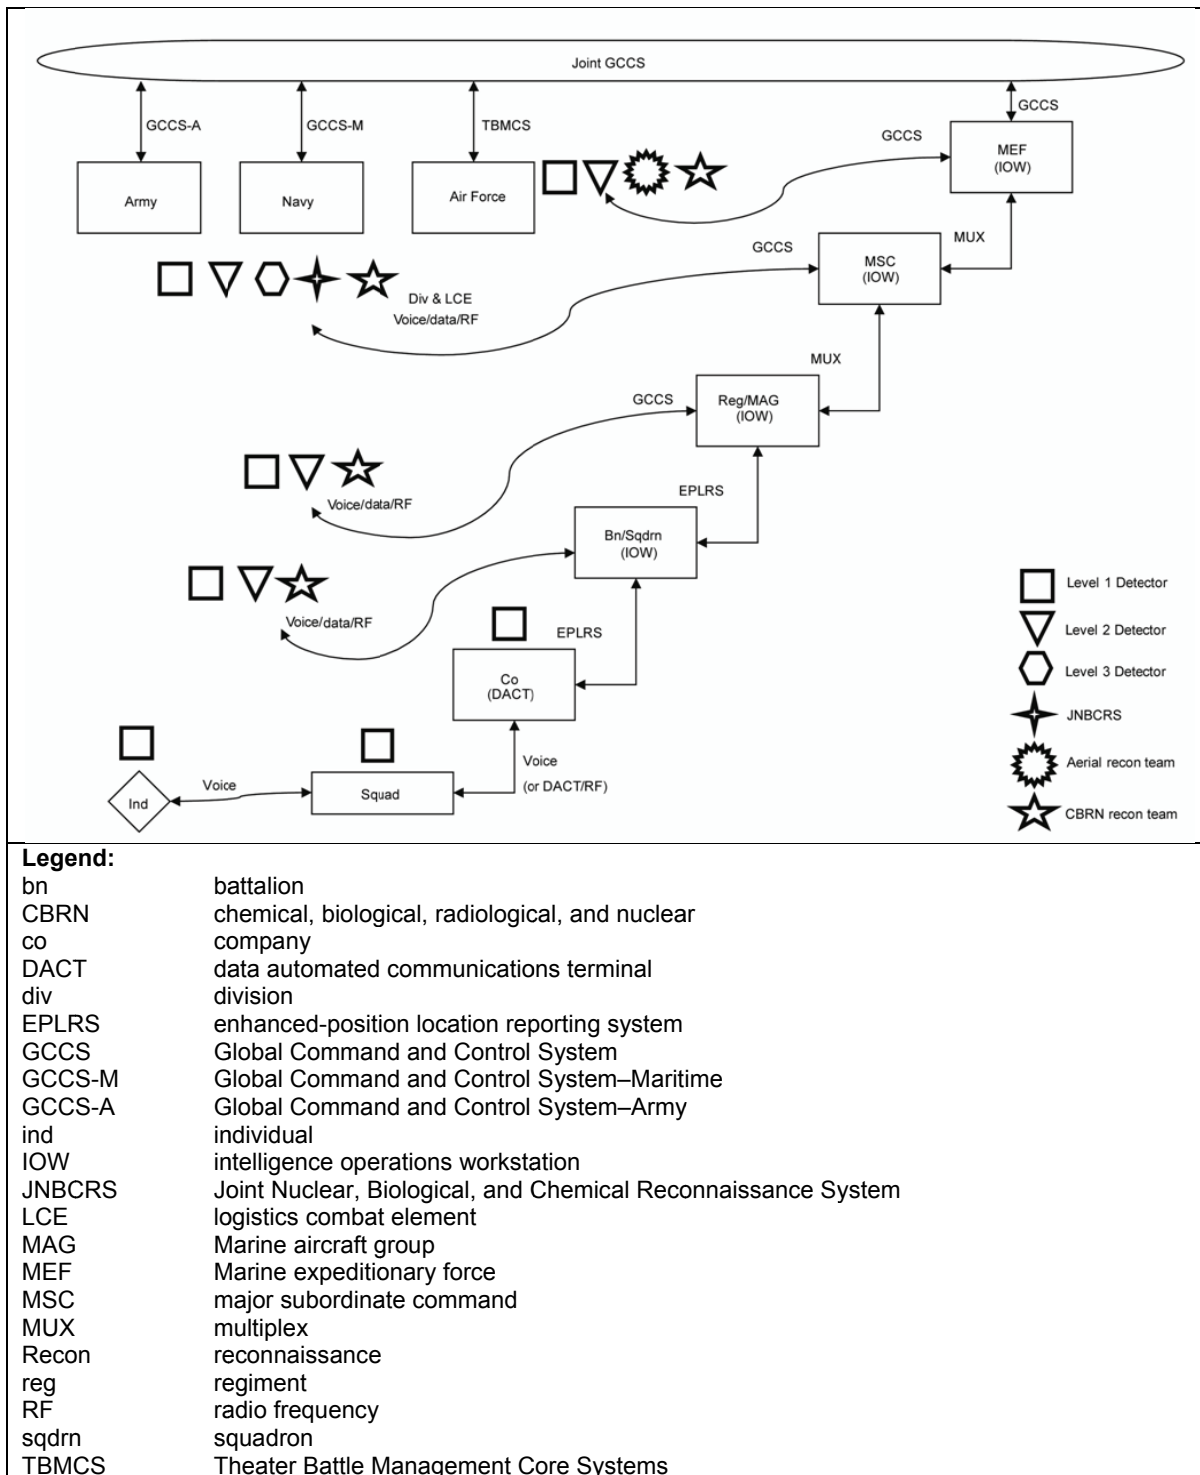 Joint GCCS
GCCS-A
GCCS-M
TBMCS
GCCS
Army
Navy
Air Force
GCCS
MEF
(IOW)
MUX
GCCS
MSC
(IOW)
Div & LCE
Voice/data/RF
MUX
GCCS
Reg/MAG
(IOW)
Voice/data/RF
EPLRS
Bn/Sqdrn
(IOW)
Voice/data/RF
EPLRS
Co
(DACT)
Voice
(or DACT/RF)
Ind
Voice
Squad
Level 1 Detector
Level 2 Detector
Level 3 Detector
JNBCRS
Aerial recon team
CBRN recon team
Legend:
bn battalion
CBRN chemical, biological, radiological, and nuclear
co company
DACT data automated communications terminal
div division
EPLRS enhanced-position location reporting system
GCCS Global Command and Control System
GCCS-M Global Command and Control System–Maritime
GCCS-A Global Command and Control System–Army
ind individual
IOW intelligence operations workstation
JNBCRS Joint Nuclear, Biological, and Chemical Reconnaissance System
LCE logistics combat element
MAG Marine aircraft group
MEF Marine expeditionary force
MSC major subordinate command
MUX multiplex
Recon reconnaissance
reg regiment
RF radio frequency
sqdrn squadron
TBMCS Theater Battle Management Core Systems